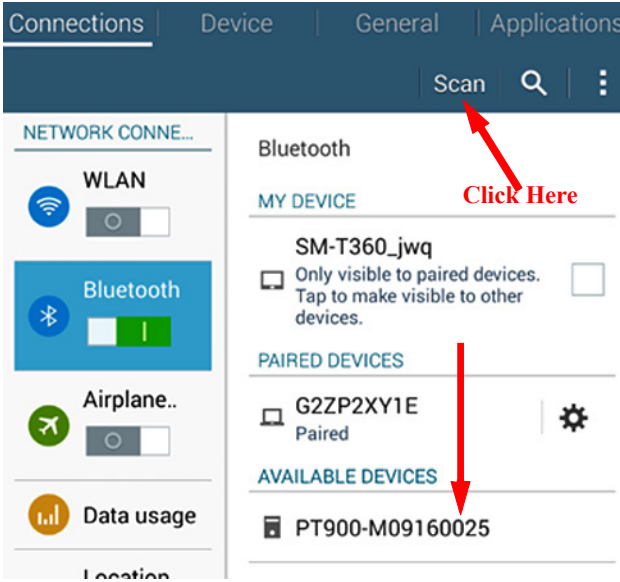 Connections Device General Applications
Scan
NETWORK CONNE...
WLAN
Bluetooth
Airplane..
Data usage
Location
Bluetooth
Click Here
MY DEVICE
SM-T360_jwq
Only visible to paired devices.
Tap to make visible to other
devices.
PAIRED DEVICES
G2ZP2XY1E
Paired
AVAILABLE DEVICES
PT900-M09160025